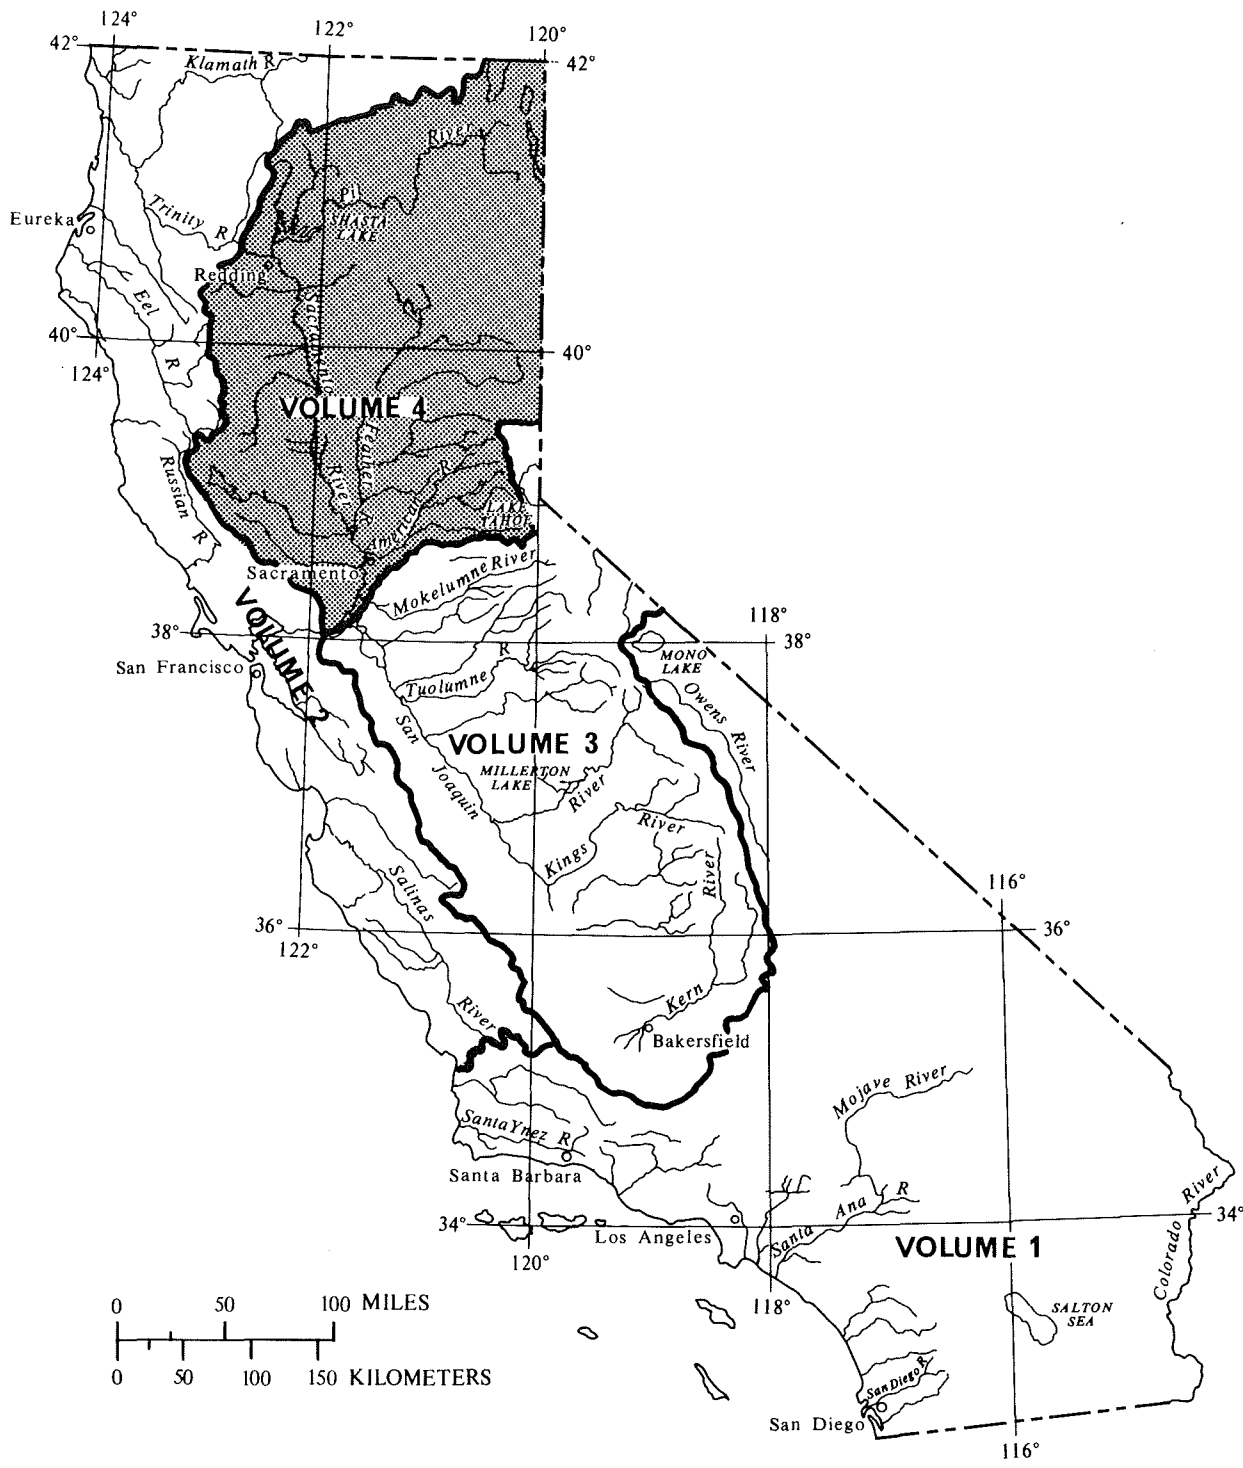 124°
122°
120°
42°
42°
Klamath R
River
Pit
SHASTA
LAKE
Trinity R
Eureka
Redding
Eel
R
Sacramento
River
40°
40°
124°
VOLUME 4
Feather
R
American
R
Russian R
LAKE
TAHOE
Sacramento
Mokelumne River
VOLUME 2
118°
38°
38°
San Francisco
MONO
LAKE
Tuolumne
R
Owens River
San
Joaquin
River
VOLUME 3
MILLERTON
LAKE
Kings
River
River
Salinas
River
116°
36°
36°
122°
Kern
Bakersfield
Mojave River
Santa Ynez R
Santa Barbara
Santa Ana R
Colorado River
34°
34°
Los Angeles
VOLUME 1
120°
118°
0 50 100 MILES
0 50 100 150 KILOMETERS
SALTON
SEA
San Diego R
San Diego
116°